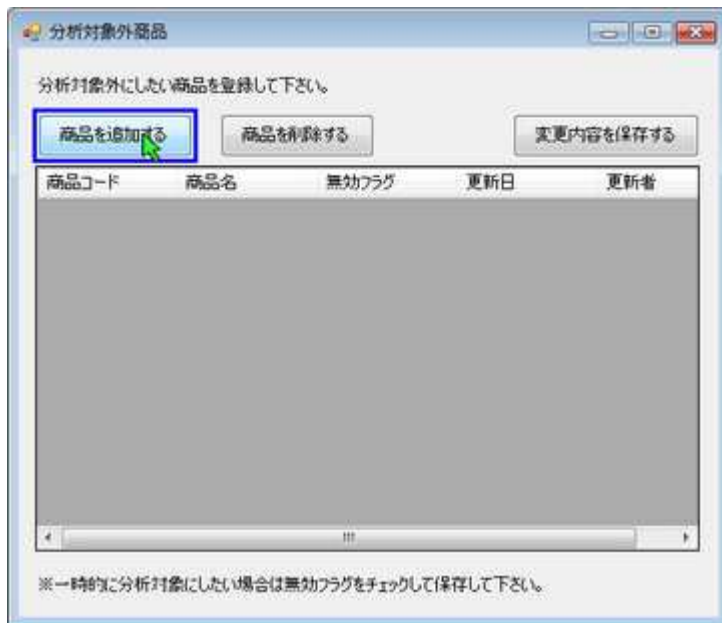 分析対象外商品
分析対象外にしたい商品を登録して下さい。
商品を追加する 商品を削除する 変更内容を保存する
商品コード 商品名 無効フラグ 更新日 更新者
※一時的に分析対象にしたい場合は無効フラグをチェックして保存して下さい。